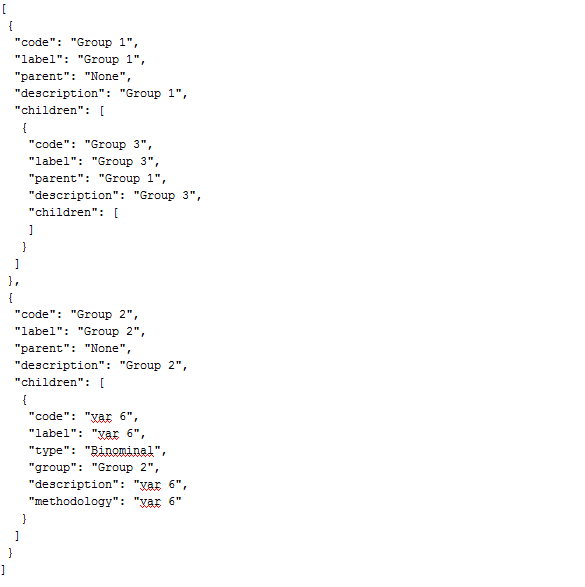 [
 {
  "code": "Group 1",
  "label": "Group 1",
  "parent": "None",
  "description": "Group 1",
  "children": [
   {
    "code": "Group 3",
    "label": "Group 3",
    "parent": "Group 1",
    "description": "Group 3",
    "children": [
    ]
   }
  ]
 },
 {
  "code": "Group 2",
  "label": "Group 2",
  "parent": "None",
  "description": "Group 2",
  "children": [
   {
    "code": "var 6",
    "label": "var 6",
    "type": "Binominal",
    "group": "Group 2",
    "description": "var 6",
    "methodology": "var 6"
   }
  ]
 }
]